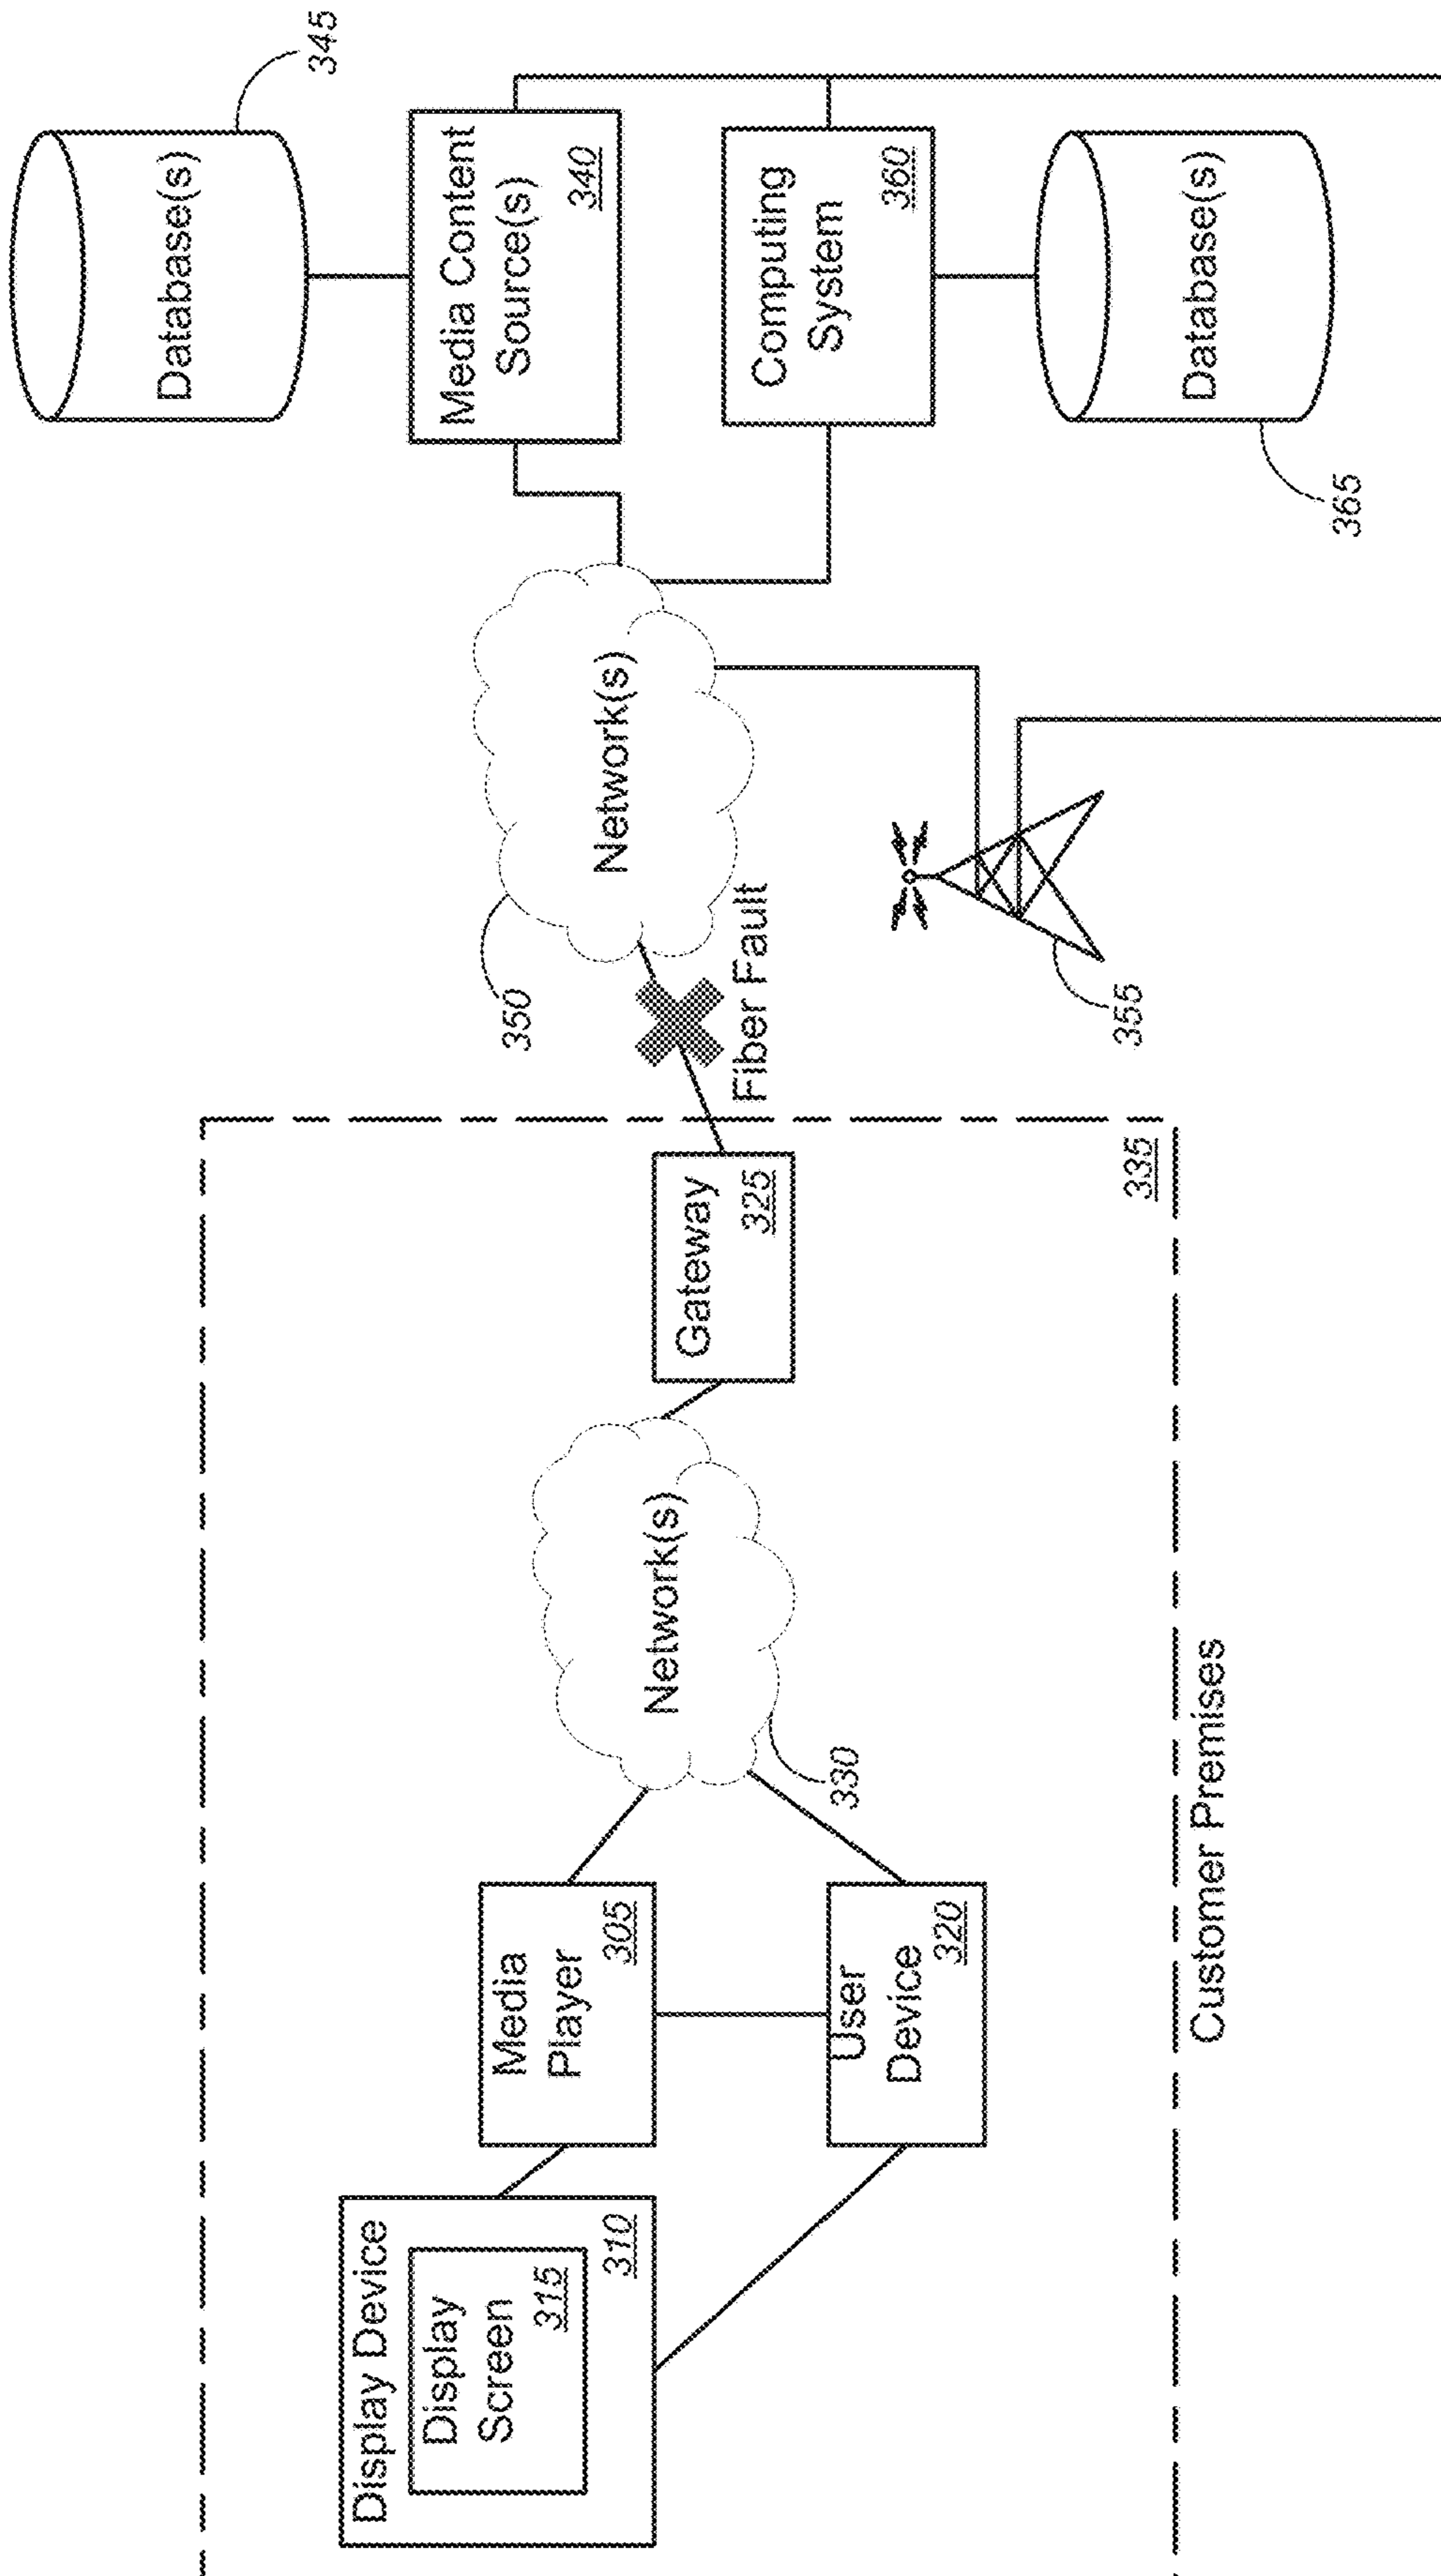 Display Device
Display
Screen
315
310
Media
Player
305
User
Device
320
Network(s)
330
Gateway
325
335
Customer Premises
Fiber Fault
350
Network(s)
355
Database(s)
345
Media Content
Source(s)
340
Computing
System
360
Database(s)
365